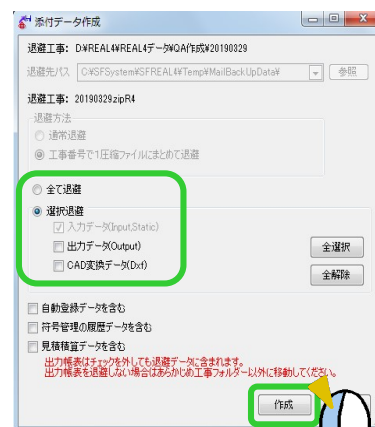 添付データ作成
退避工事: D:¥REAL4¥REAL4データ¥QA作成¥20190329
退避先パス C:¥SFSystem¥SFREAL4¥Temp¥MailBackUpData¥ 参照
退避工事: 20190329zipR4
退避方法
通常退避
工事番号で1圧縮ファイルにまとめて退避
全て退避
選択退避
入力データ(Input,Static)
出力データ(Output) 全選択
CAD変換データ(Dxf) 全解除
自動登録データを含む
符号管理の履歴データを含む
見積積算データを含む
出力帳表はチェックを外しても退避データに含まれます。
出力帳表を退避しない場合はあらかじめ工事フォルダー以外に移動してください。
作成